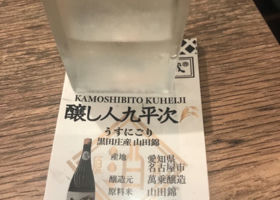 KAMOSHIBITO KUHEIJI
醸し人九平次
うすにごり
黒田庄産 山田錦
産地 愛知県
名古屋市
醸造元 萬乗醸造
原料米 山田錦